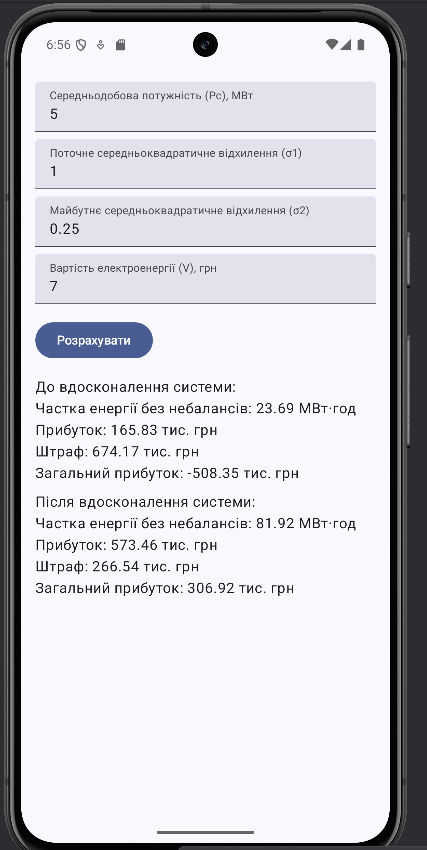 6:56
Середньодобова потужність (Pc), МВт
5
Поточне середньоквадратичне відхилення (σ1)
1
Майбутнє середньоквадратичне відхилення (σ2)
0.25
Вартість електроенергії (V), грн
7
Розрахувати
До вдосконалення системи:
Частка енергії без небалансів: 23.69 МВт·год
Прибуток: 165.83 тис. грн
Штраф: 674.17 тис. грн
Загальний прибуток: -508.35 тис. грн
Після вдосконалення системи:
Частка енергії без небалансів: 81.92 МВт·год
Прибуток: 573.46 тис. грн
Штраф: 266.54 тис. грн
Загальний прибуток: 306.92 тис. грн